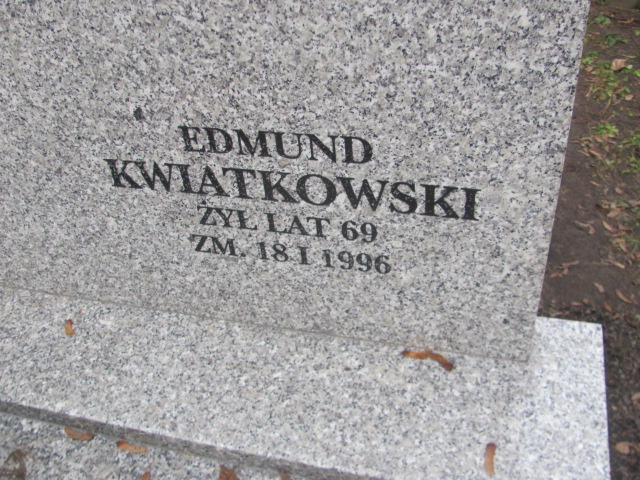 EDMUND
KWIATKOWSKI
ŻYŁ LAT 69
ZM. 18 I 1996